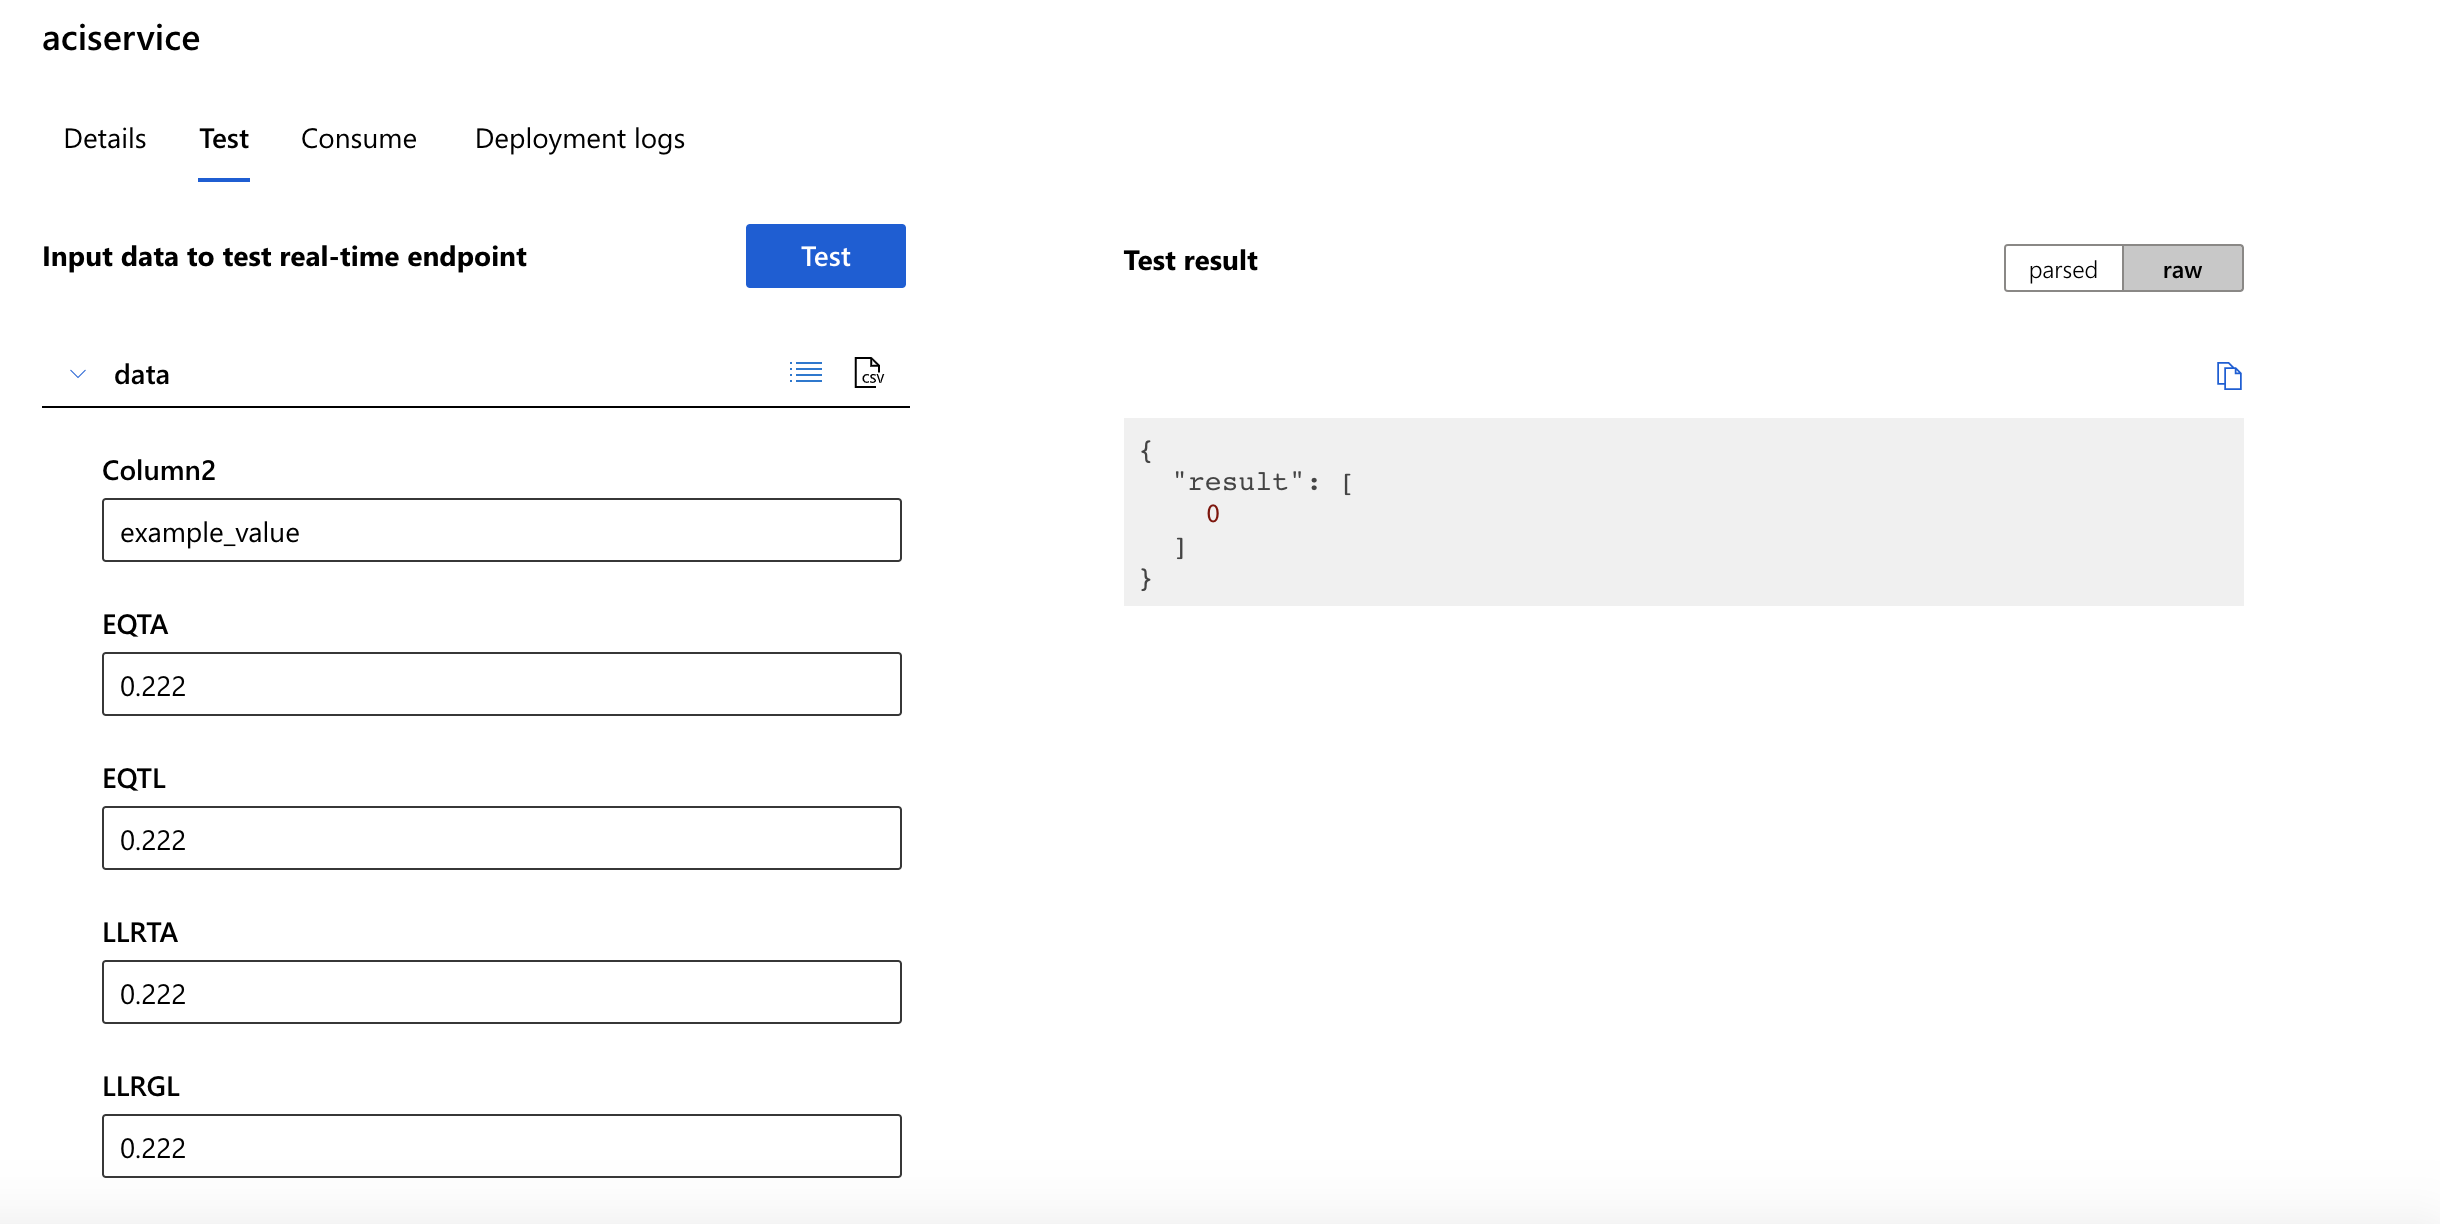 aciservice
Details Test Consume Deployment logs
Input data to test real-time endpoint Test
data CSV
Column2
example_value
EQTA
0.222
EQTL
0.222
LLRTA
0.222
LLRGL
0.222
Test result parsed raw
{
"result": [
0
]
}